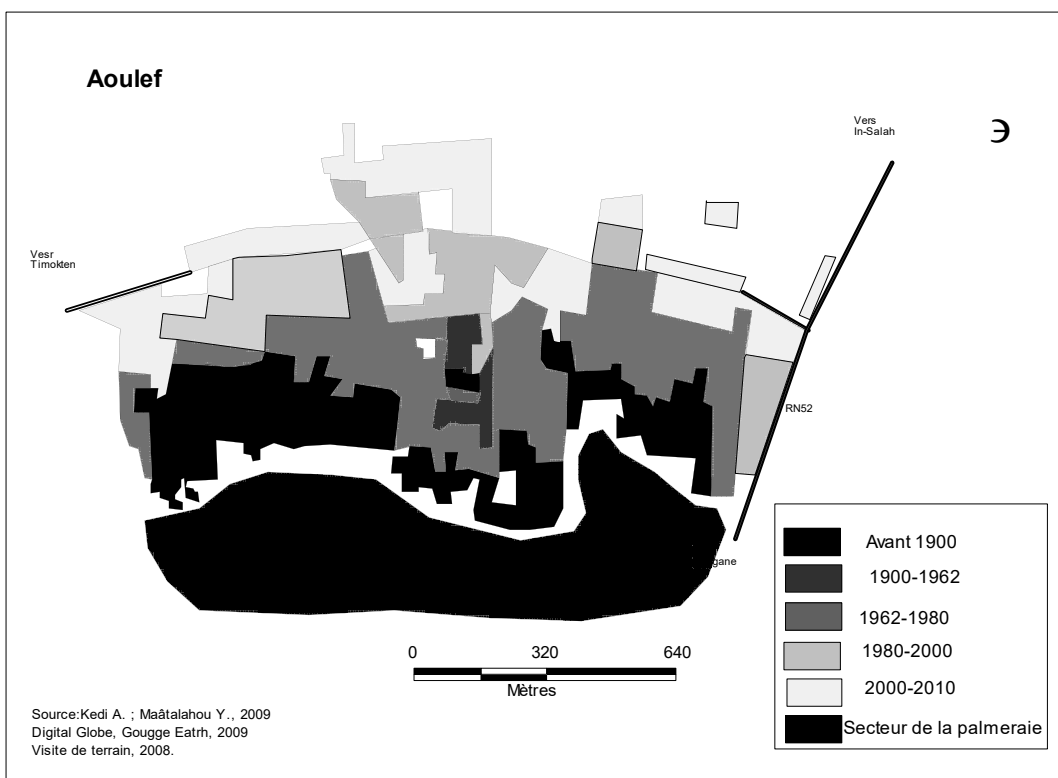 Aoulef
Vers
In-Salah
Vesr
Timokten
RN52
Avant 1900
1900-1962
1962-1980
1980-2000
2000-2010
Secteur de la palmeraie
0 320 640
Mètres
Source:Kedi A. ; Maâtalahou Y., 2009
Digital Globe, Gougge Eatrh, 2009
Visite de terrain, 2008.